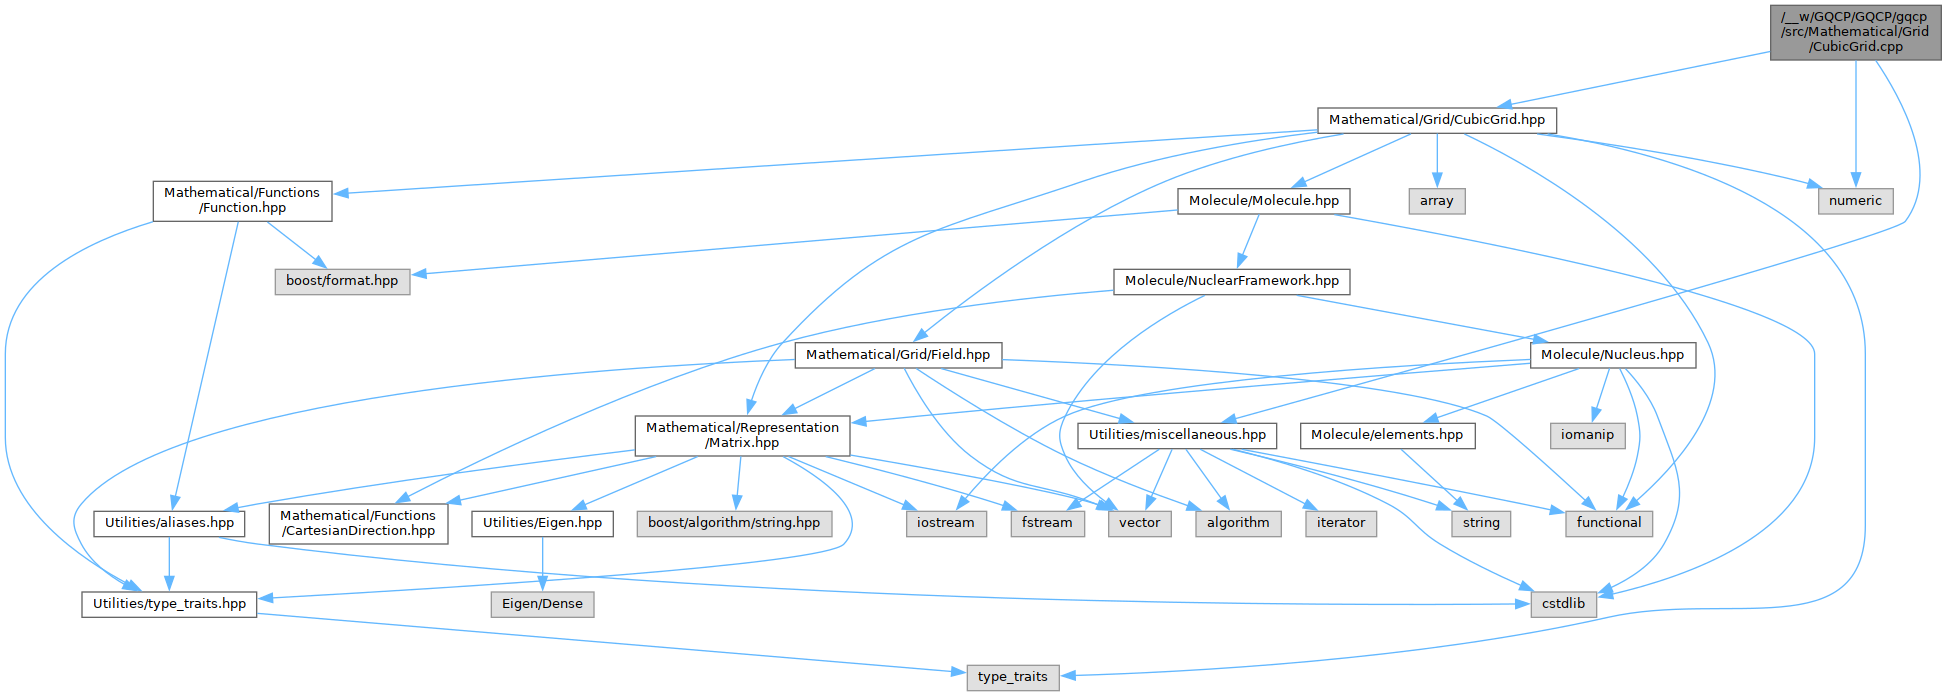 /__w/GQCP/GQCP/gqcp
/src/Mathematical/Grid
/CubicGrid.cpp
Mathematical/Grid/CubicGrid.hpp
Mathematical/Functions
/Function.hpp
Molecule/Molecule.hpp
array
numeric
boost/format.hpp
Molecule/NuclearFramework.hpp
Mathematical/Grid/Field.hpp
Molecule/Nucleus.hpp
Mathematical/Representation
/Matrix.hpp
Utilities/miscellaneous.hpp
Molecule/elements.hpp
iomanip
Utilities/aliases.hpp
Mathematical/Functions
/CartesianDirection.hpp
Utilities/Eigen.hpp
boost/algorithm/string.hpp
iostream
fstream
vector
algorithm
iterator
string
functional
Utilities/type_traits.hpp
Eigen/Dense
cstdlib
type_traits